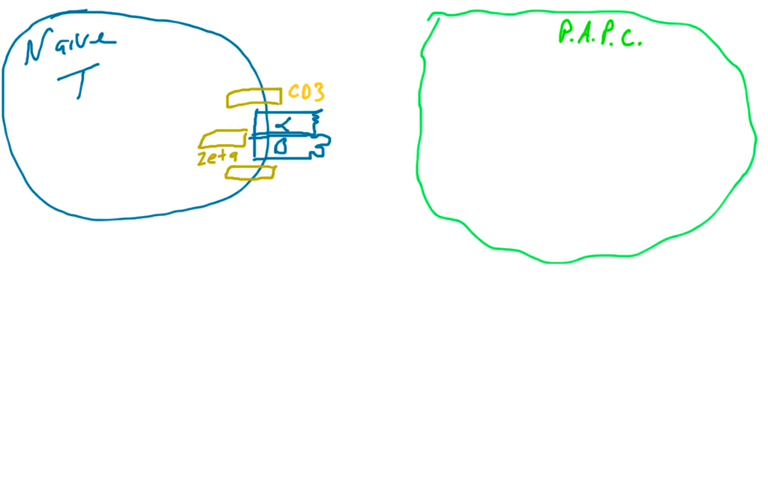 Naive
T
CD3
α
β
zeta
P.A.P.C.